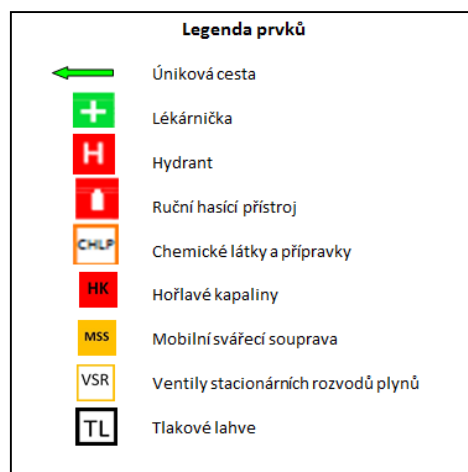 Legenda prvků
Úniková cesta
Lékárnička
H Hydrant
Ruční hasící přístroj
CHLP Chemické látky a přípravky
HK Hořlavé kapaliny
MSS Mobilní svářecí souprava
VSR Ventily stacionárních rozvodů plynů
TL Tlakové lahve